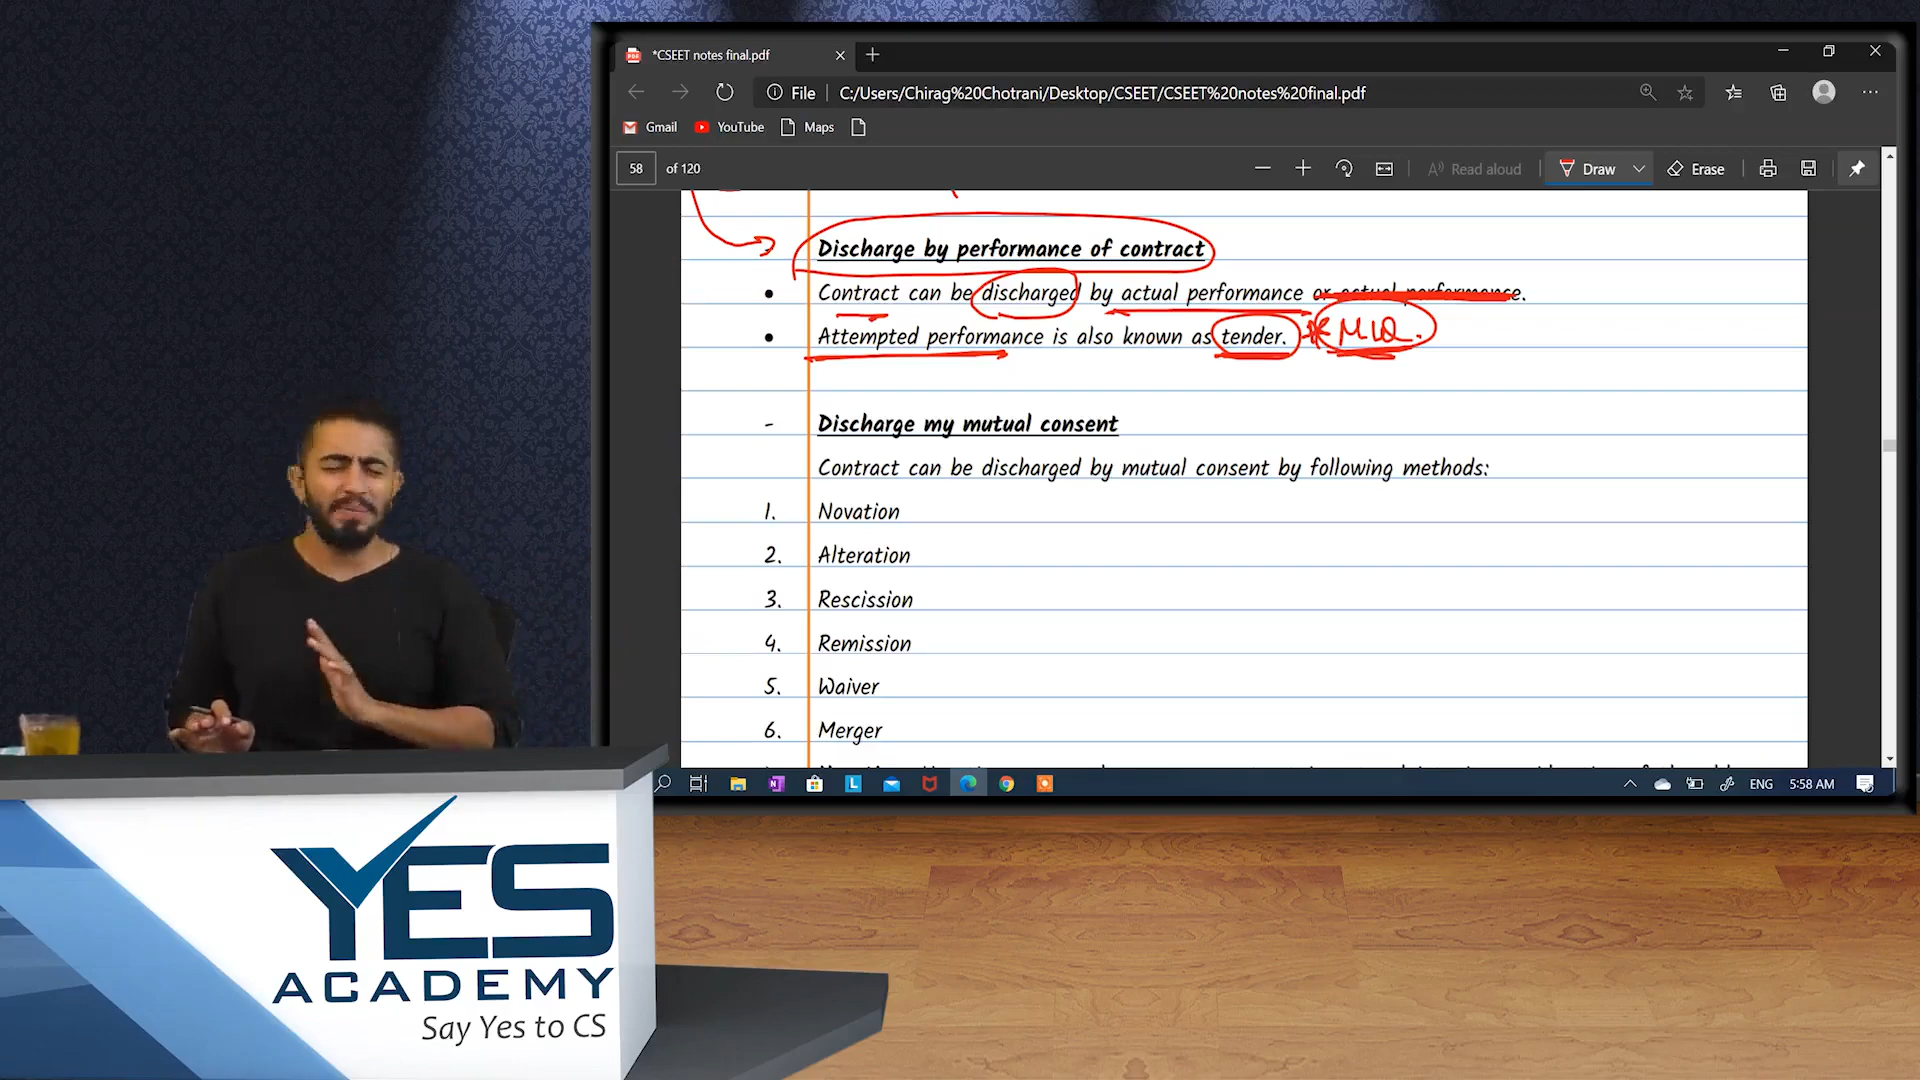 *CSEET notes final.pdf
File C:/Users/Chirag%20Chotrani/Desktop/CSEET/CSEET%20notes%20final.pdf
Gmail YouTube Maps
58 of 120 Read aloud Draw Erase
Discharge by performance of contract
• Contract can be discharged by actual performance or actual performance.
• Attempted performance is also known as tender.
- Discharge my mutual consent
Contract can be discharged by mutual consent by following methods:
1. Novation
2. Alteration
3. Rescission
4. Remission
5. Waiver
6. Merger
ENG 5:58 AM
YES
ACADEMY
Say Yes to CS